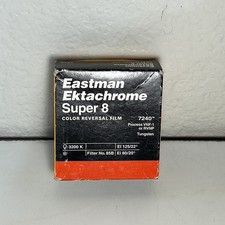 Eastman
Ektachrome
Super 8
COLOR REVERSAL FILM
7240™
Process VNF-1
or RVNP
Tungsten
3200 K
EI 125/22°
Filter No. 85B
EI 80/20°